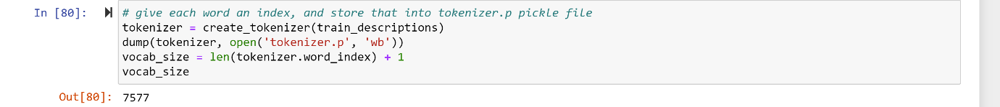 In [80]: # give each word an index, and store that into tokenizer.p pickle file
tokenizer = create_tokenizer(train_descriptions)
dump(tokenizer, open('tokenizer.p', 'wb'))
vocab_size = len(tokenizer.word_index) + 1
vocab_size
Out[80]: 7577